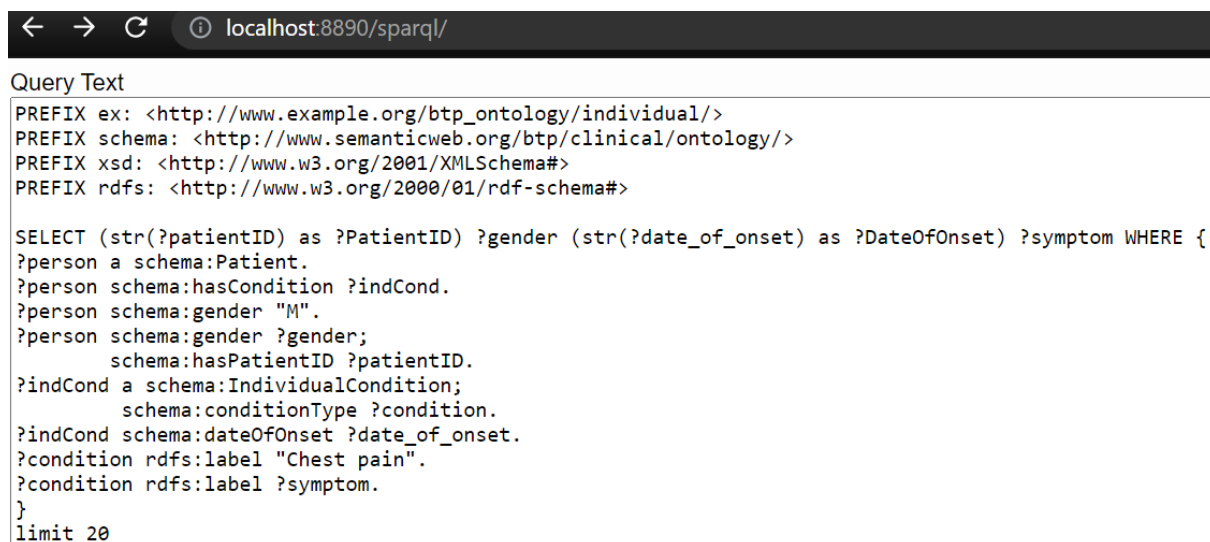 localhost:8890/sparql/
Query Text
PREFIX ex: <http://www.example.org/btp_ontology/individual/>
PREFIX schema: <http://www.semanticweb.org/btp/clinical/ontology/>
PREFIX xsd: <http://www.w3.org/2001/XMLSchema#>
PREFIX rdfs: <http://www.w3.org/2000/01/rdf-schema#>

SELECT (str(?patientID) as ?PatientID) ?gender (str(?date_of_onset) as ?DateOfOnset) ?symptom WHERE {
?person a schema:Patient.
?person schema:hasCondition ?indCond.
?person schema:gender "M".
?person schema:gender ?gender;
        schema:hasPatientID ?patientID.
?indCond a schema:IndividualCondition;
         schema:conditionType ?condition.
?indCond schema:dateOfOnset ?date_of_onset.
?condition rdfs:label "Chest pain".
?condition rdfs:label ?symptom.
}
limit 20